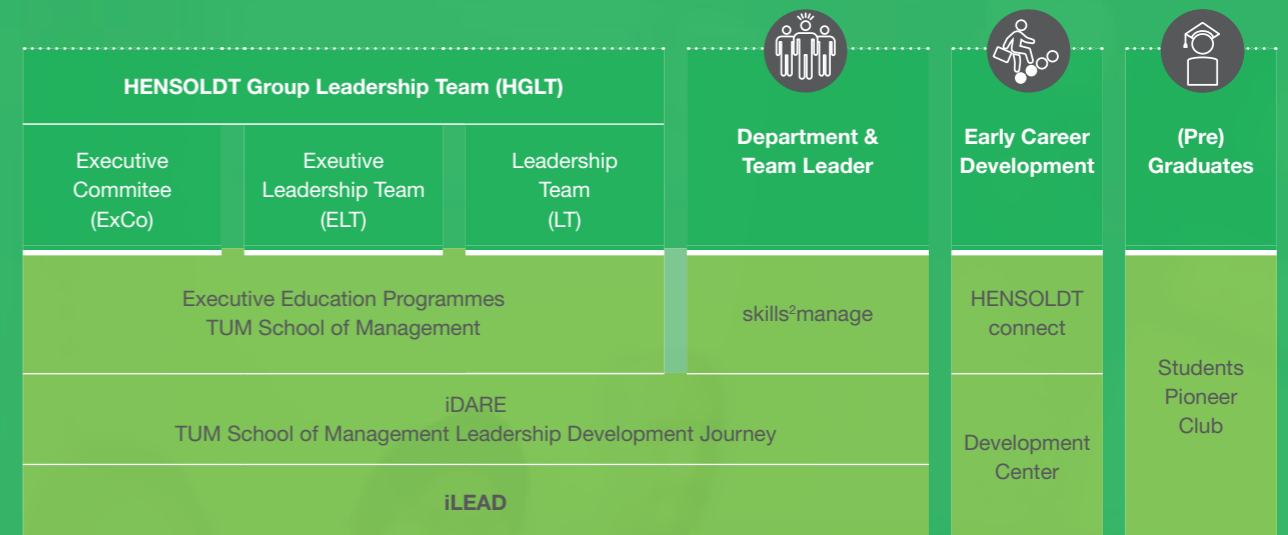 HENSOLDT Group Leadership Team (HGLT)
Executive
Commitee
(ExCo)
Exeutive
Leadership Team
(ELT)
Leadership
Team
(LT)
Department &
Team Leader
Early Career
Development
(Pre)
Graduates
Executive Education Programmes
TUM School of Management
skills²manage
HENSOLDT
connect
Students
Pioneer
Club
iDARE
TUM School of Management Leadership Development Journey
Development
Center
iLEAD